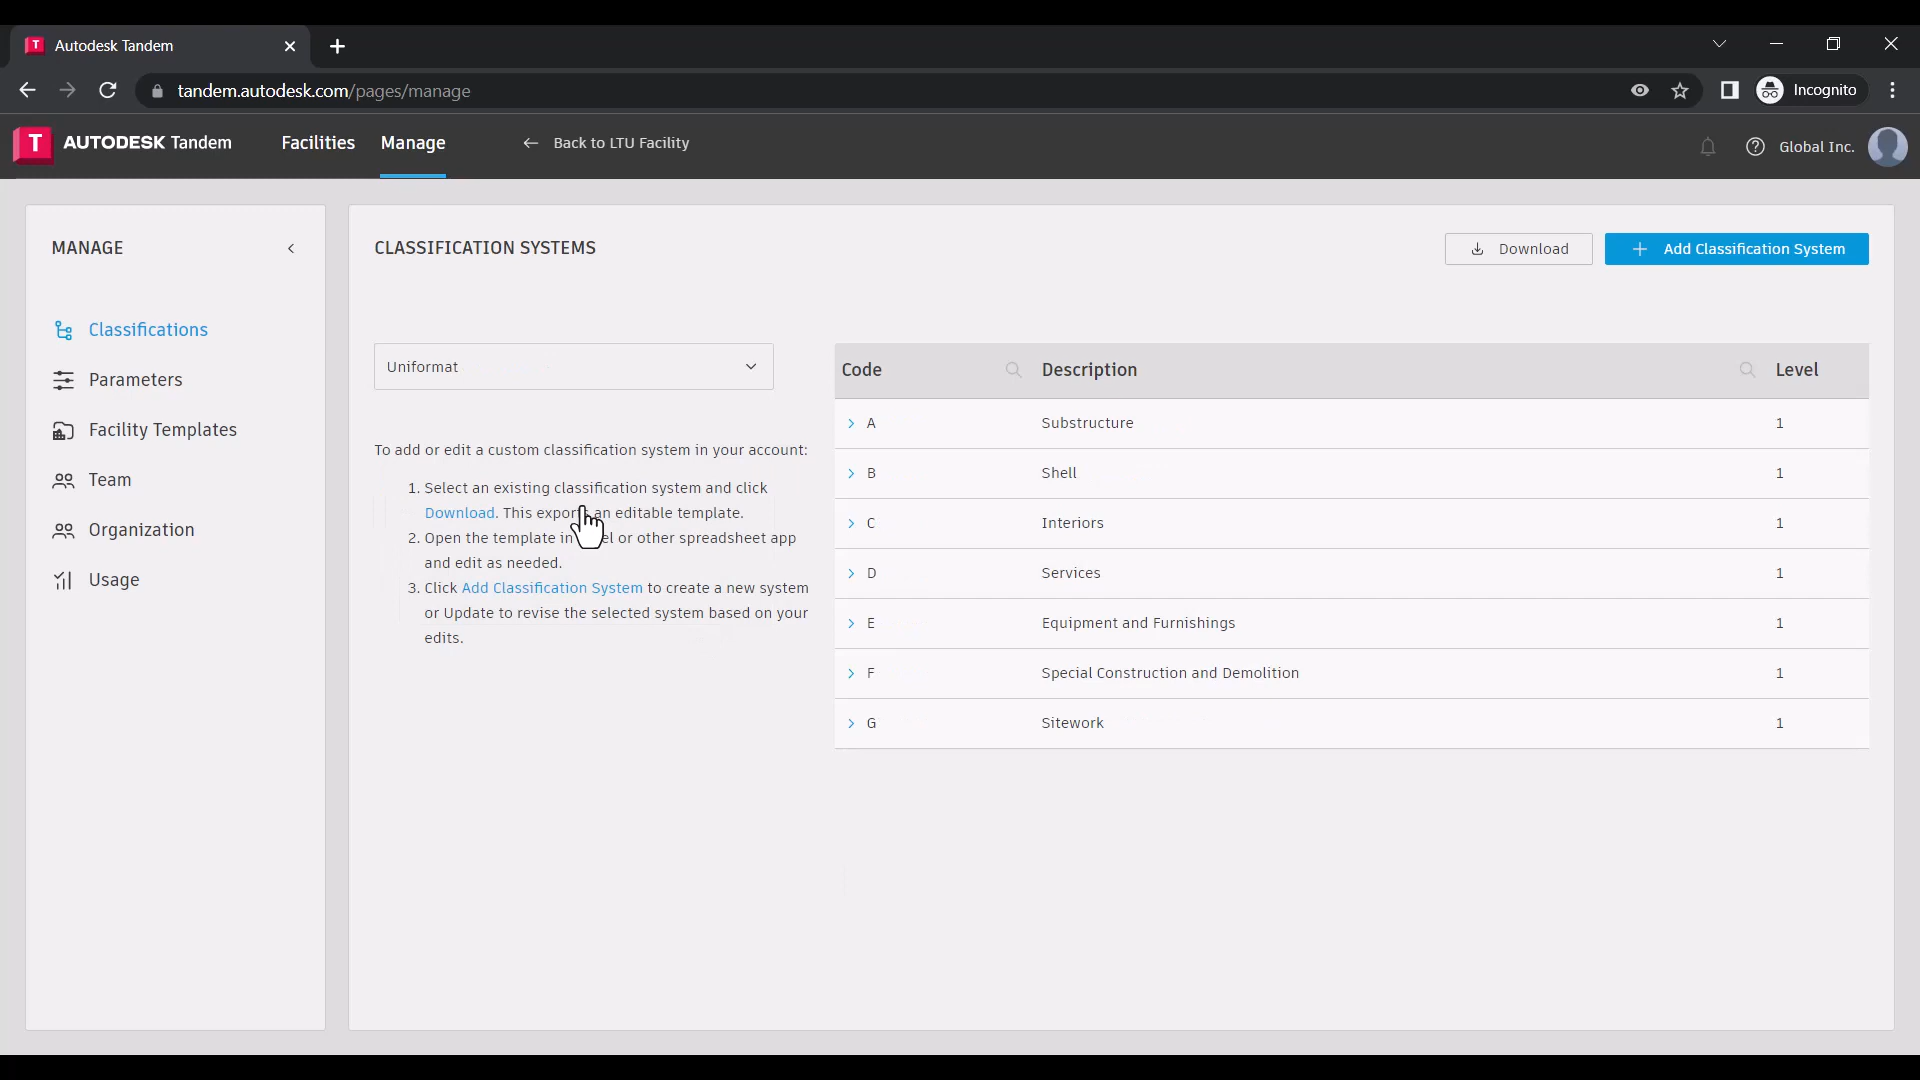 Autodesk Tandem
tandem.autodesk.com/pages/manage
Incognito
T AUTODESK Tandem
Facilities
Manage
Back to LTU Facility
Global Inc.
MANAGE
Classifications
Parameters
Facility Templates
Team
Organization
Usage
CLASSIFICATION SYSTEMS
Download
Add Classification System
Uniformat
To add or edit a custom classification system in your account:
1. Select an existing classification system and click
Download. This exports an editable template.
2. Open the template in or other spreadsheet app
and edit as needed.
3. Click Add Classification System to create a new system
or Update to revise the selected system based on your
edits.
Code Description Level
A Substructure 1
B Shell 1
C Interiors 1
D Services 1
E Equipment and Furnishings 1
F Special Construction and Demolition 1
G Sitework 1